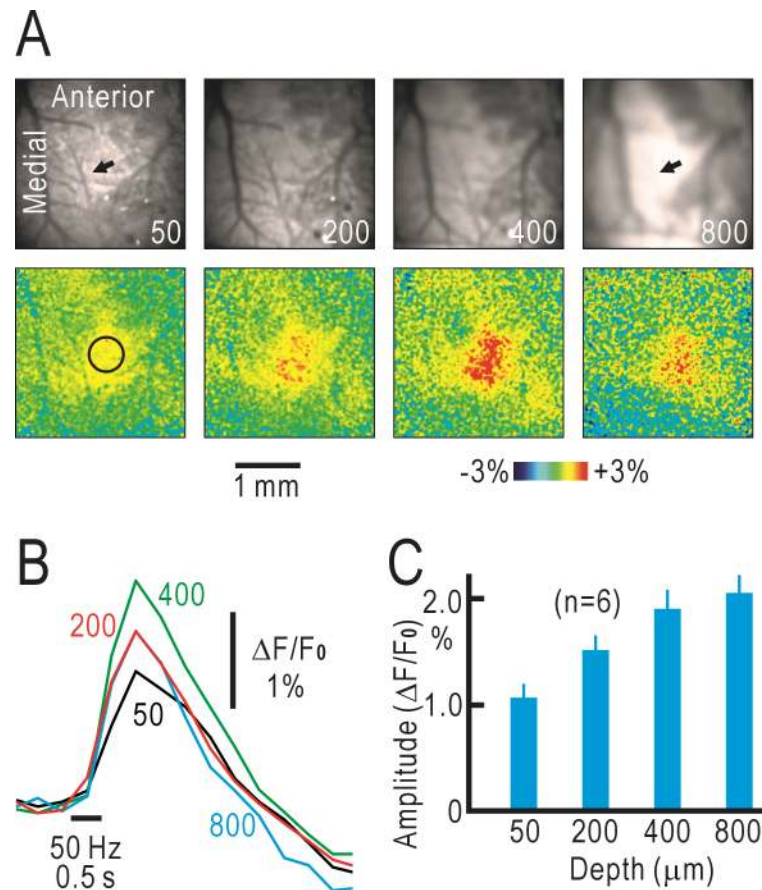 A
Anterior
Medial
50
200
400
800
1 mm
-3% +3%
B
400
200
50
800
ΔF/F0
1%
50 Hz
0.5 s
C
(n=6)
2.0
%
1.0
0
Amplitude (ΔF/F0)
50 200 400 800
Depth (μm)